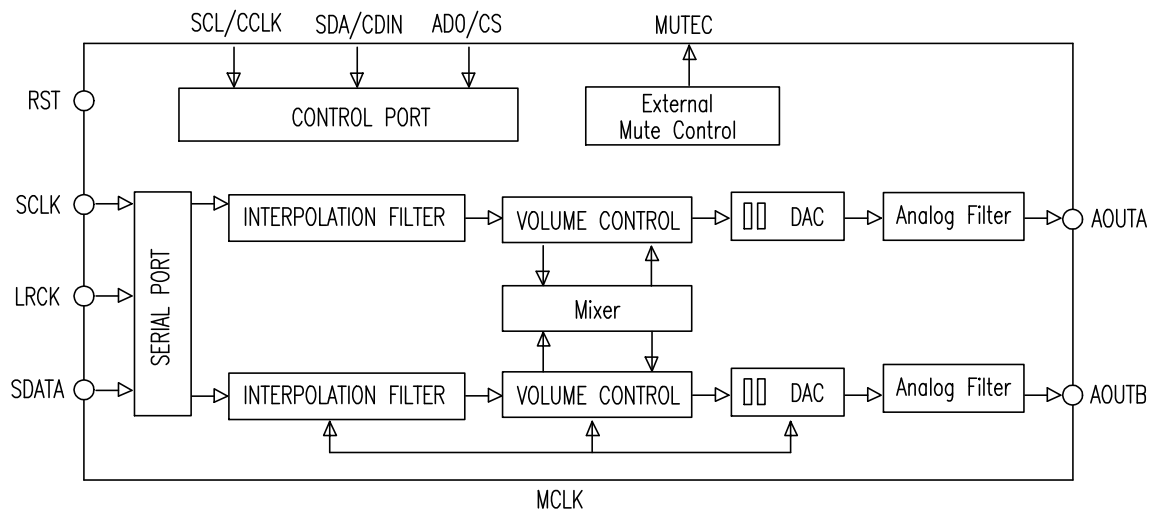 SCL/CCLK SDA/CDIN ADO/CS MUTEC
RST
CONTROL PORT
External
Mute Control
SCLK
SERIAL PORT
INTERPOLATION FILTER
VOLUME CONTROL
DAC
Analog Filter
AOUTA
LRCK
Mixer
SDATA
INTERPOLATION FILTER
VOLUME CONTROL
DAC
Analog Filter
AOUTB
MCLK